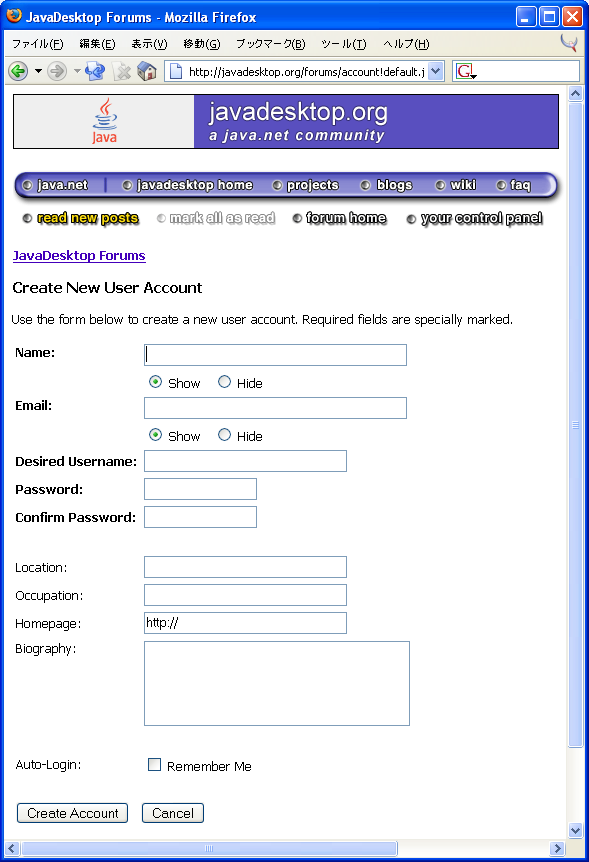 JavaDesktop Forums - Mozilla Firefox
ファイル(F) 編集(E) 表示(V) 移動(G) ブックマーク(B) ツール(T) ヘルプ(H)
http://javadesktop.org/forums/account!default.j
G
Java
javadesktop.org
a java.net community
java.net | javadesktop home projects blogs wiki faq
read new posts mark all as read forum home your control panel
JavaDesktop Forums
Create New User Account
Use the form below to create a new user account. Required fields are specially marked.
Name:
Show Hide
Email:
Show Hide
Desired Username:
Password:
Confirm Password:
Location:
Occupation:
Homepage: http://
Biography:
Auto-Login: Remember Me
Create Account Cancel